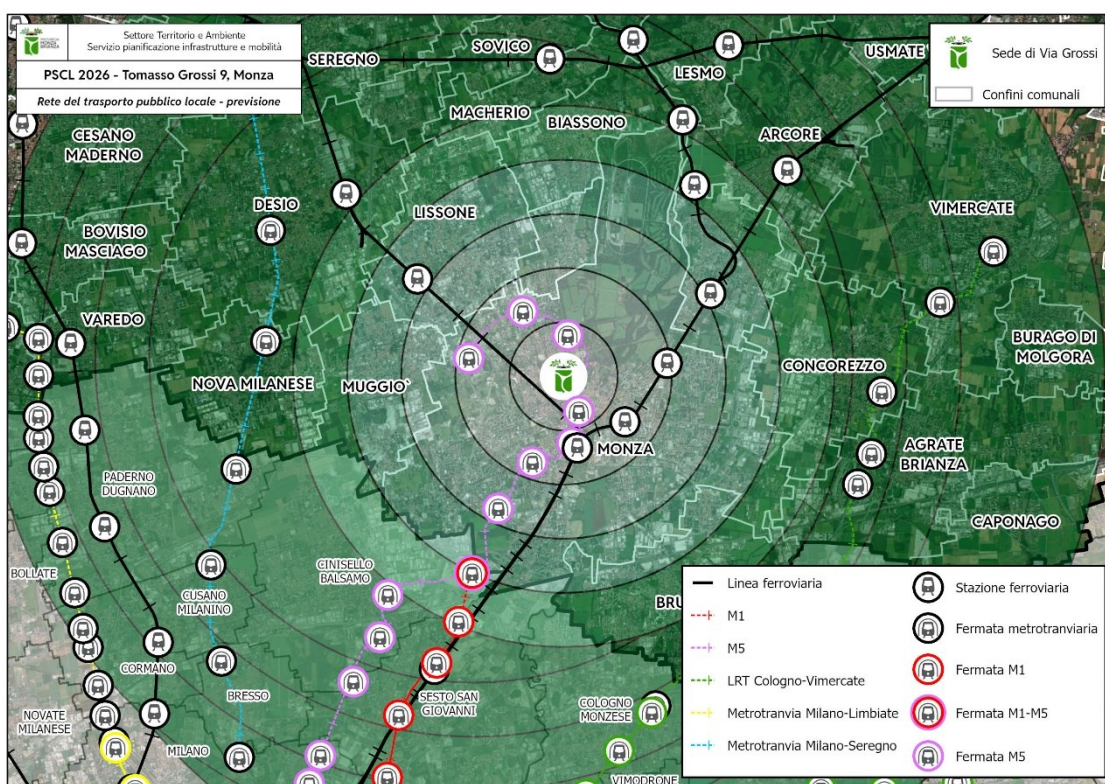 Settore Territorio e Ambiente
Servizio pianificazione infrastrutture e mobilità
PSCL 2026 - Tomasso Grossi 9, Monza
Rete del trasporto pubblico locale - previsione
Sede di Via Grossi
Confini comunali
SEREGNO
SOVICO
LESMO
USMATE
MACHERIO
BIASSONO
ARCORE
CESANO
MADERNO
DESIO
LISSONE
VIMERCATE
BOVISIO
MASCIAGO
VAREDO
BURAGO DI
MOLGORA
NOVA MILANESE
MUGGIO`
CONCOREZZO
MONZA
AGRATE
BRIANZA
PADERNO
DUGNANO
CAPONAGO
BOLLATE
CINISELLO
BALSAMO
CUSANO
MILANINO
BRU
CORMANO
BRESSO
SESTO SAN
GIOVANNI
COLOGNO
MONZESE
NOVATE
MILANESE
MILANO
VIMODRONE
Linea ferroviaria
M1
M5
LRT Cologno-Vimercate
Metrotranvia Milano-Limbiate
Metrotranvia Milano-Seregno
Stazione ferroviaria
Fermata metrotranviaria
Fermata M1
Fermata M1-M5
Fermata M5